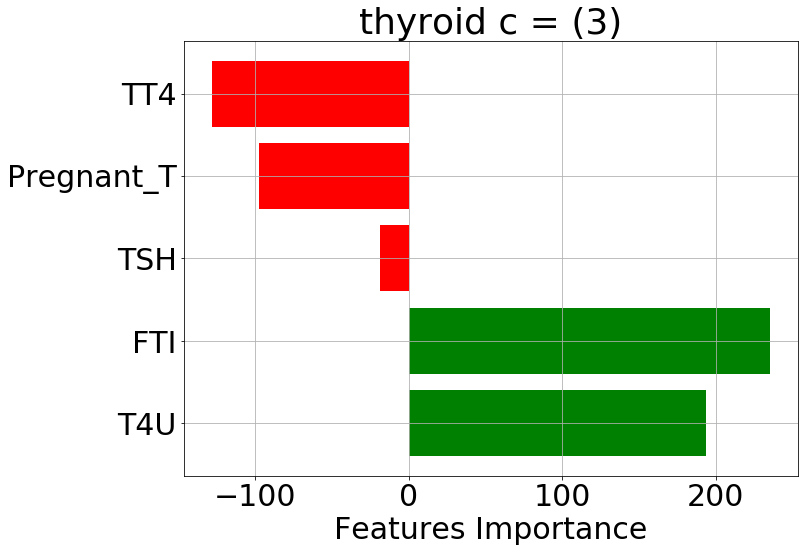 thyroid c = (3)
TT4
Pregnant_T
TSH
FTI
T4U
−100 0 100 200
Features Importance